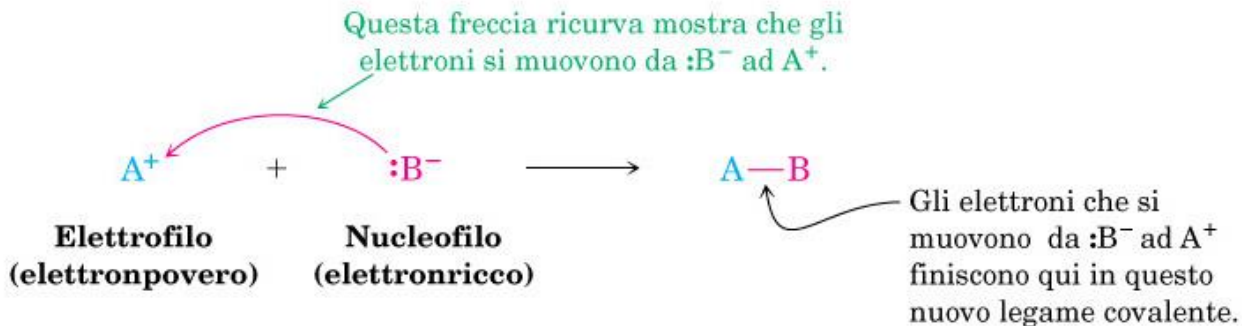 Questa freccia ricurva mostra che gli
elettroni si muovono da :B⁻ ad A⁺.
A⁺ + :B⁻ ⟶ A—B
Elettrofilo
(elettronpovero)
Nucleofilo
(elettronricco)
Gli elettroni che si
muovono da :B⁻ ad A⁺
finiscono qui in questo
nuovo legame covalente.